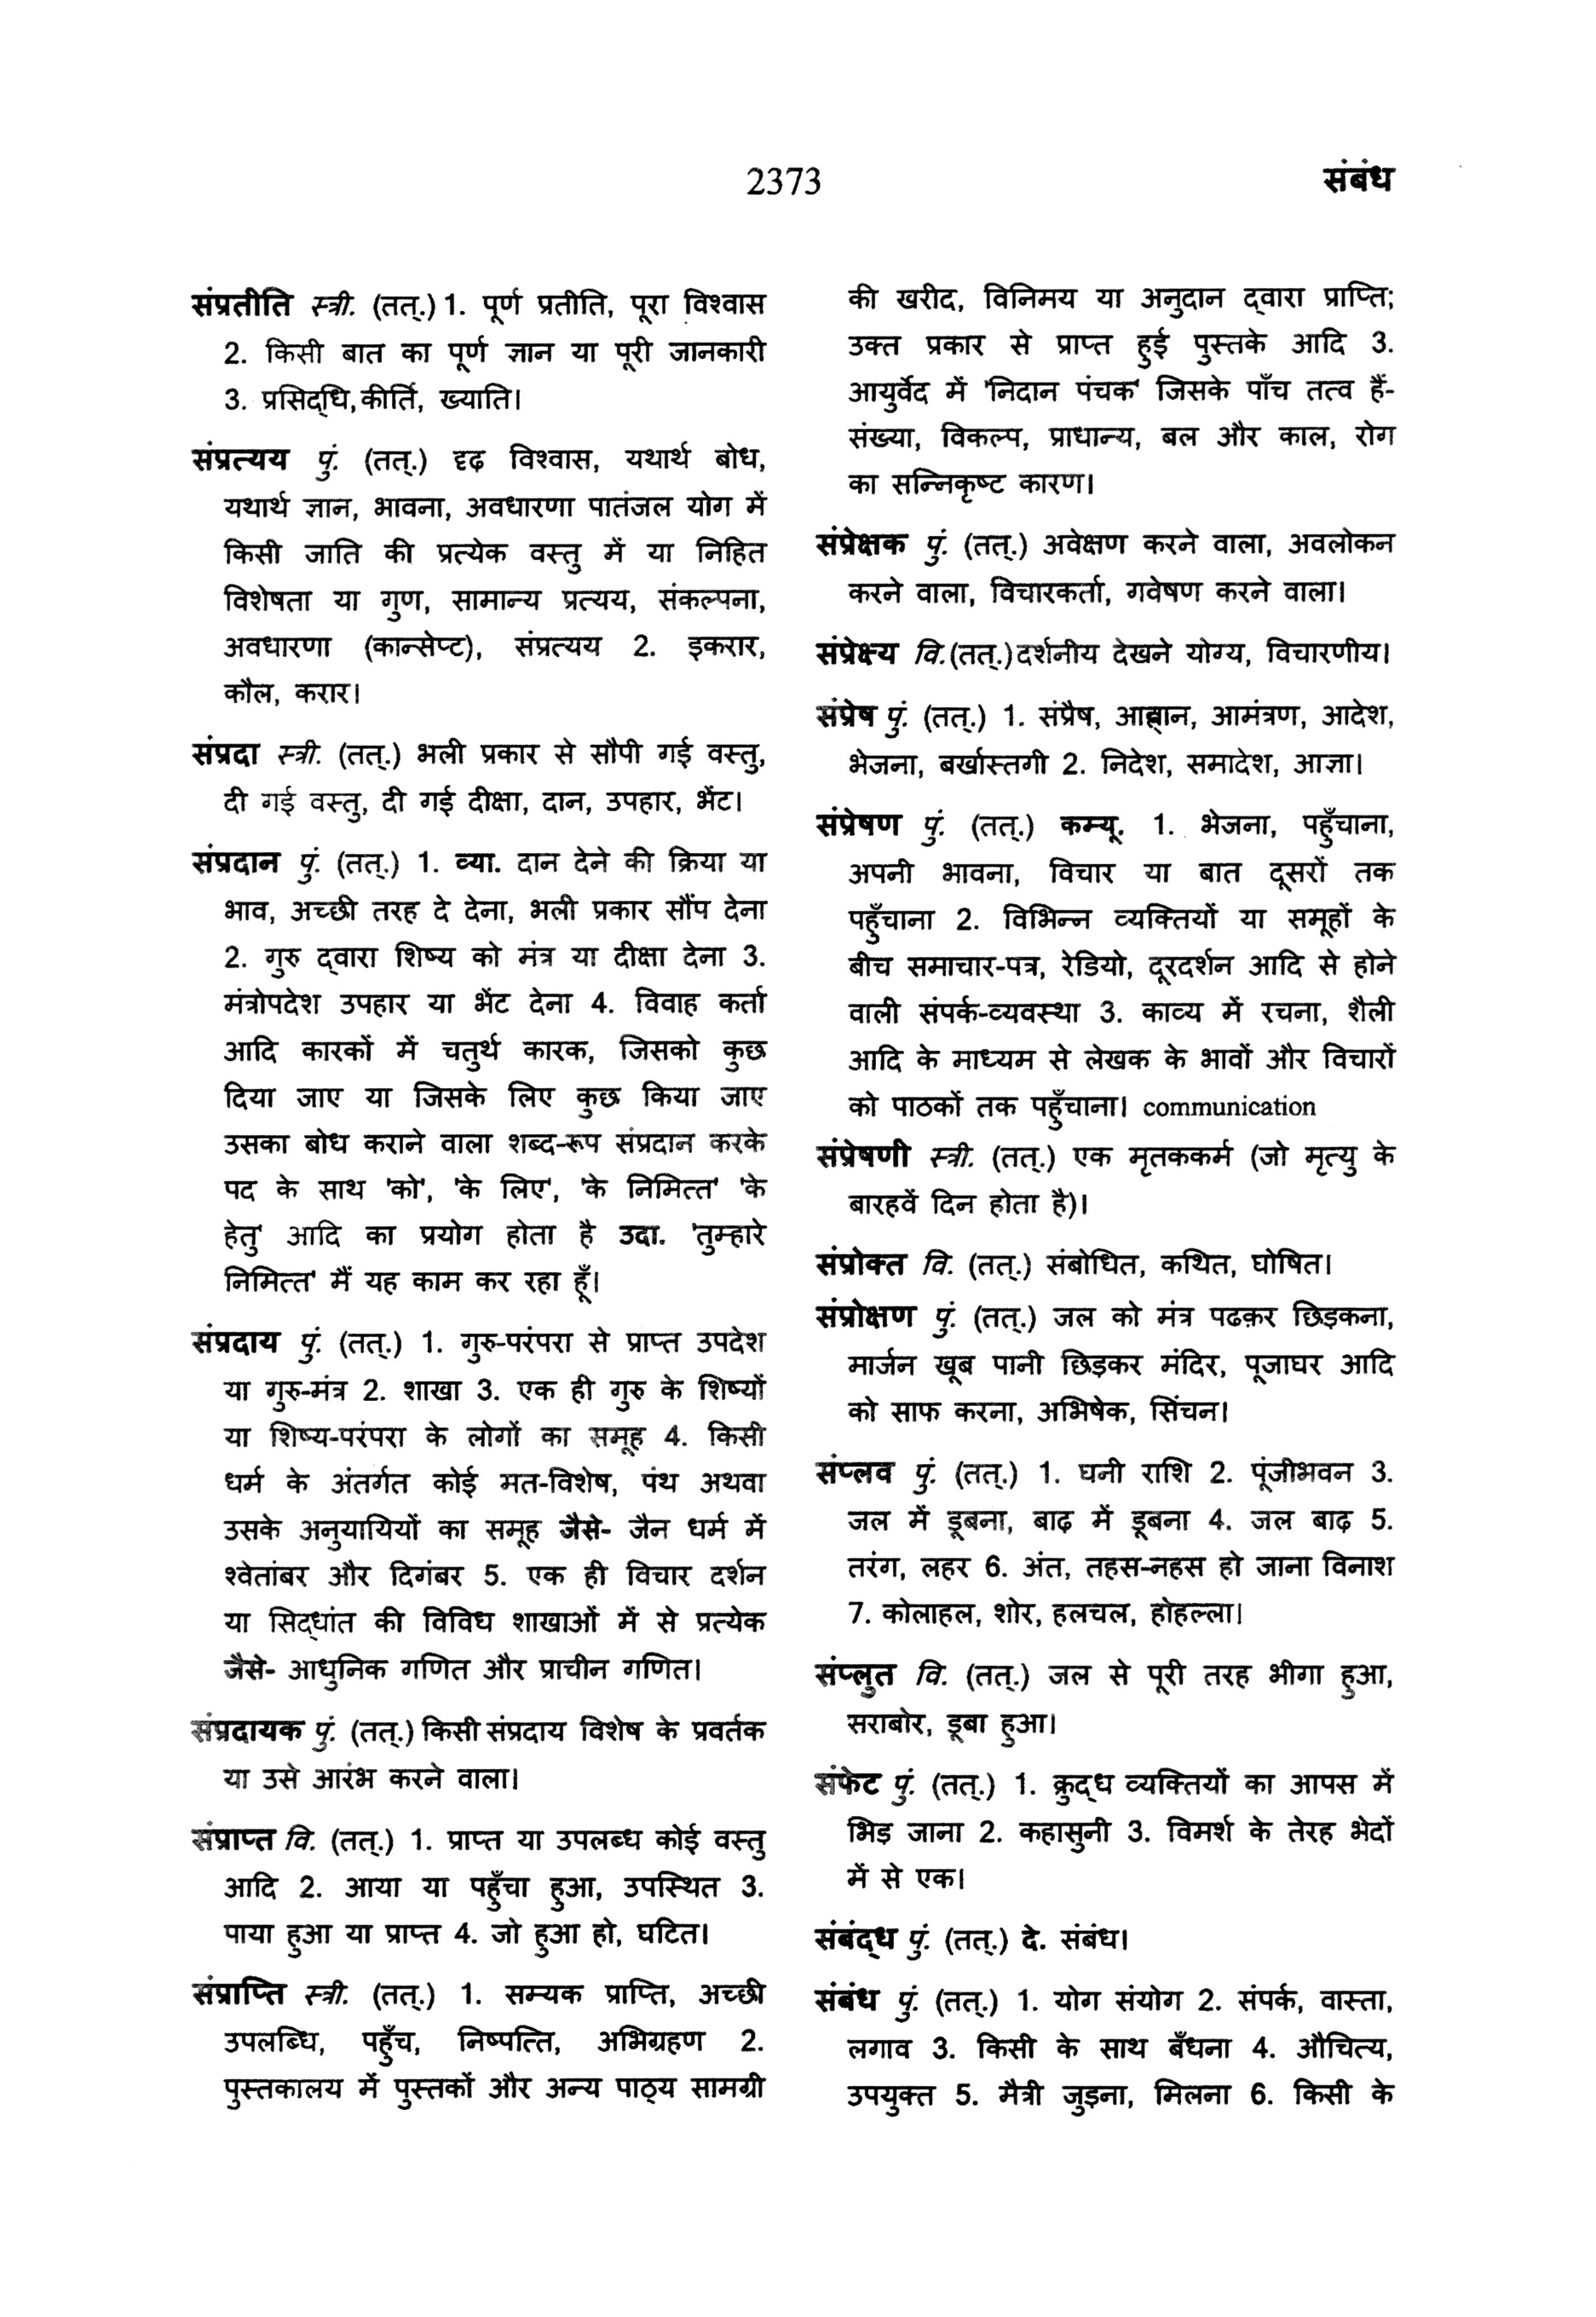 2373
संबंध
संप्रतीति स्त्री. (तत्.) 1. पूर्ण प्रतीति, पूरा विश्वास
2. किसी बात का पूर्ण ज्ञान या पूरी जानकारी
3. प्रसिद्धि, कीर्ति, ख्याति।
संप्रत्यय पुं. (तत्.) दृढ़ विश्वास, यथार्थ बोध,
यथार्थ ज्ञान, भावना, अवधारणा पातंजल योग में
किसी जाति की प्रत्येक वस्तु में या निहित
विशेषता या गुण, सामान्य प्रत्यय, संकल्पना,
अवधारणा (कान्सेप्ट), संप्रत्यय 2. इकरार,
कौल, करार।
संप्रदा स्त्री. (तत्.) भली प्रकार से सौपी गई वस्तु,
दी गई वस्तु, दी गई दीक्षा, दान, उपहार, भेंट।
संप्रदान पुं. (तत्.) 1. व्या. दान देने की क्रिया या
भाव, अच्छी तरह दे देना, भली प्रकार सौंप देना
2. गुरु द्वारा शिष्य को मंत्र या दीक्षा देना 3.
मंत्रोपदेश उपहार या भेंट देना 4. विवाह कर्ता
आदि कारकों में चतुर्थ कारक, जिसको कुछ
दिया जाए या जिसके लिए कुछ किया जाए
उसका बोध कराने वाला शब्द-रूप संप्रदान करके
पद के साथ 'को', 'के लिए', 'के निमित्त' 'के
हेतु' आदि का प्रयोग होता है उदा. 'तुम्हारे
निमित्त' मैं यह काम कर रहा हूँ।
संप्रदाय पुं. (तत्.) 1. गुरु-परंपरा से प्राप्त उपदेश
या गुरु-मंत्र 2. शाखा 3. एक ही गुरु के शिष्यों
या शिष्य-परंपरा के लोगों का समूह 4. किसी
धर्म के अंतर्गत कोई मत-विशेष, पंथ अथवा
उसके अनुयायियों का समूह जैसे- जैन धर्म में
श्वेतांबर और दिगंबर 5. एक ही विचार दर्शन
या सिद्धांत की विविध शाखाओं में से प्रत्येक
जैसे- आधुनिक गणित और प्राचीन गणित।
संप्रदायक पुं. (तत्.) किसी संप्रदाय विशेष के प्रवर्तक
या उसे आरंभ करने वाला।
संप्राप्त वि. (तत्.) 1. प्राप्त या उपलब्ध कोई वस्तु
आदि 2. आया या पहुँचा हुआ, उपस्थित 3.
पाया हुआ या प्राप्त 4. जो हुआ हो, घटित।
संप्राप्ति स्त्री. (तत्.) 1. सम्यक प्राप्ति, अच्छी
उपलब्धि, पहुँच, निष्पत्ति, अभिग्रहण 2.
पुस्तकालय में पुस्तकों और अन्य पाठ्य सामग्री
की खरीद, विनिमय या अनुदान द्वारा प्राप्ति;
उक्त प्रकार से प्राप्त हुई पुस्तके आदि 3.
आयुर्वेद में 'निदान पंचक' जिसके पाँच तत्व हैं-
संख्या, विकल्प, प्राधान्य, बल और काल, रोग
का सन्निकृष्ट कारण।
संप्रेक्षक पुं. (तत्.) अवेक्षण करने वाला, अवलोकन
करने वाला, विचारकर्ता, गवेषण करने वाला।
संप्रेक्ष्य वि.(तत्.)दर्शनीय देखने योग्य, विचारणीय।
संप्रेष पुं. (तत्.) 1. संप्रैष, आह्वान, आमंत्रण, आदेश,
भेजना, बर्खास्तगी 2. निदेश, समादेश, आज्ञा।
संप्रेषण पुं. (तत्.) कम्यू. 1. भेजना, पहुँचाना,
अपनी भावना, विचार या बात दूसरों तक
पहुँचाना 2. विभिन्न व्यक्तियों या समूहों के
बीच समाचार-पत्र, रेडियो, दूरदर्शन आदि से होने
वाली संपर्क-व्यवस्था 3. काव्य में रचना, शैली
आदि के माध्यम से लेखक के भावों और विचारों
को पाठकों तक पहुँचाना। communication
संप्रेषणी स्त्री. (तत्.) एक मृतककर्म (जो मृत्यु के
बारहवें दिन होता है)।
संप्रोक्त वि. (तत्.) संबोधित, कथित, घोषित।
संप्रोक्षण पुं. (तत्.) जल को मंत्र पढक़र छिड़कना,
मार्जन खूब पानी छिड़कर मंदिर, पूजाघर आदि
को साफ करना, अभिषेक, सिंचन।
संप्लव पुं. (तत्.) 1. घनी राशि 2. पूंजीभवन 3.
जल में डूबना, बाढ़ में डूबना 4. जल बाढ़ 5.
तरंग, लहर 6. अंत, तहस-नहस हो जाना विनाश
7. कोलाहल, शोर, हलचल, होहल्ला।
संप्लुत वि. (तत्.) जल से पूरी तरह भीगा हुआ,
सराबोर, डूबा हुआ।
संफेट पुं. (तत्.) 1. क्रुद्ध व्यक्तियों का आपस में
भिड़ जाना 2. कहासुनी 3. विमर्श के तेरह भेदों
में से एक।
संबंद्ध पुं. (तत्.) दे. संबंध।
संबंध पुं. (तत्.) 1. योग संयोग 2. संपर्क, वास्ता,
लगाव 3. किसी के साथ बँधना 4. औचित्य,
उपयुक्त 5. मैत्री जुड़ना, मिलना 6. किसी के